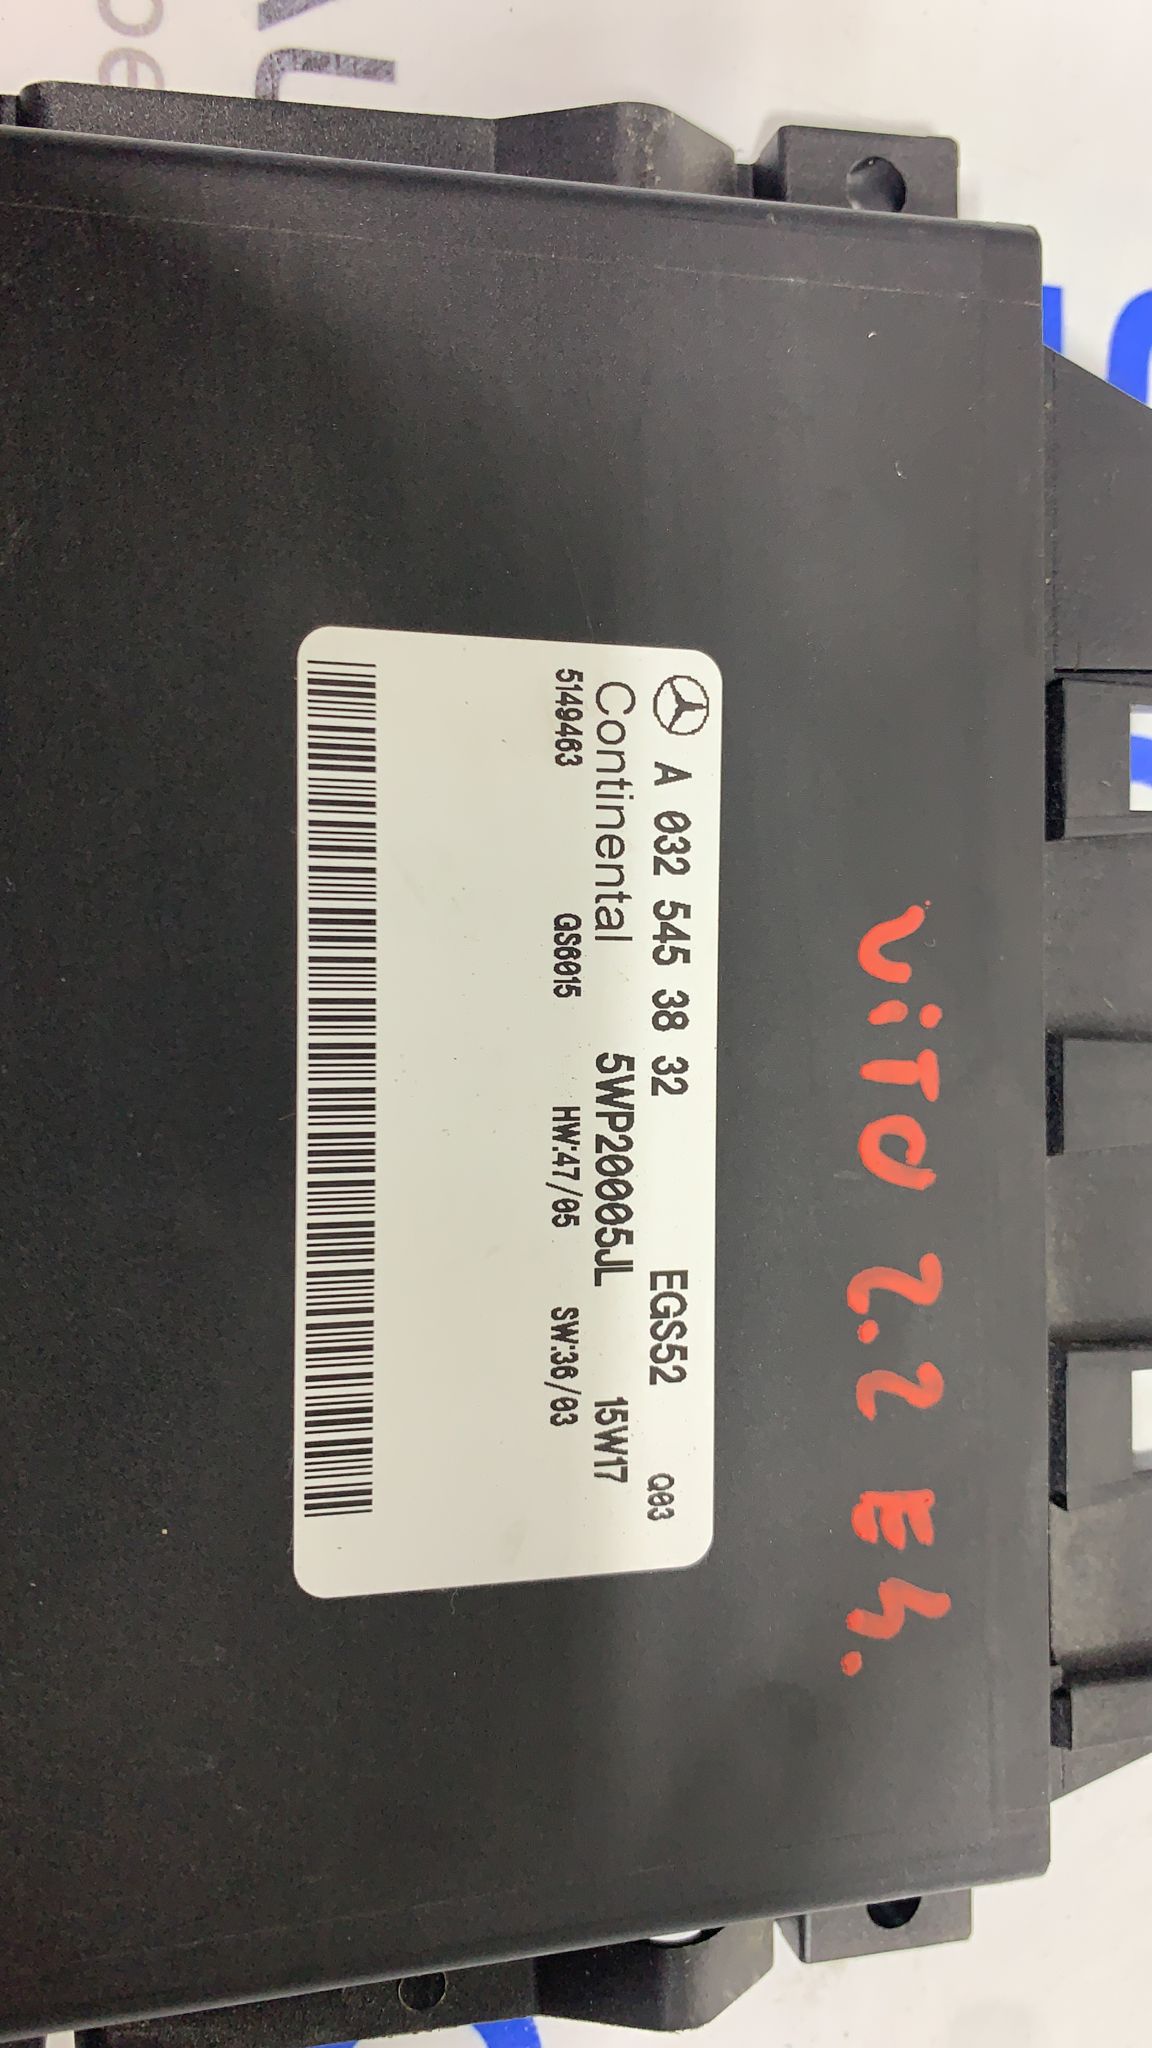 ViTO 2.2 E4.
A 032 545 38 32 EGS52 Q03
Continental 5WP20005JL 15W17
5149463 QS6015 HW:47/05 SW:36/03